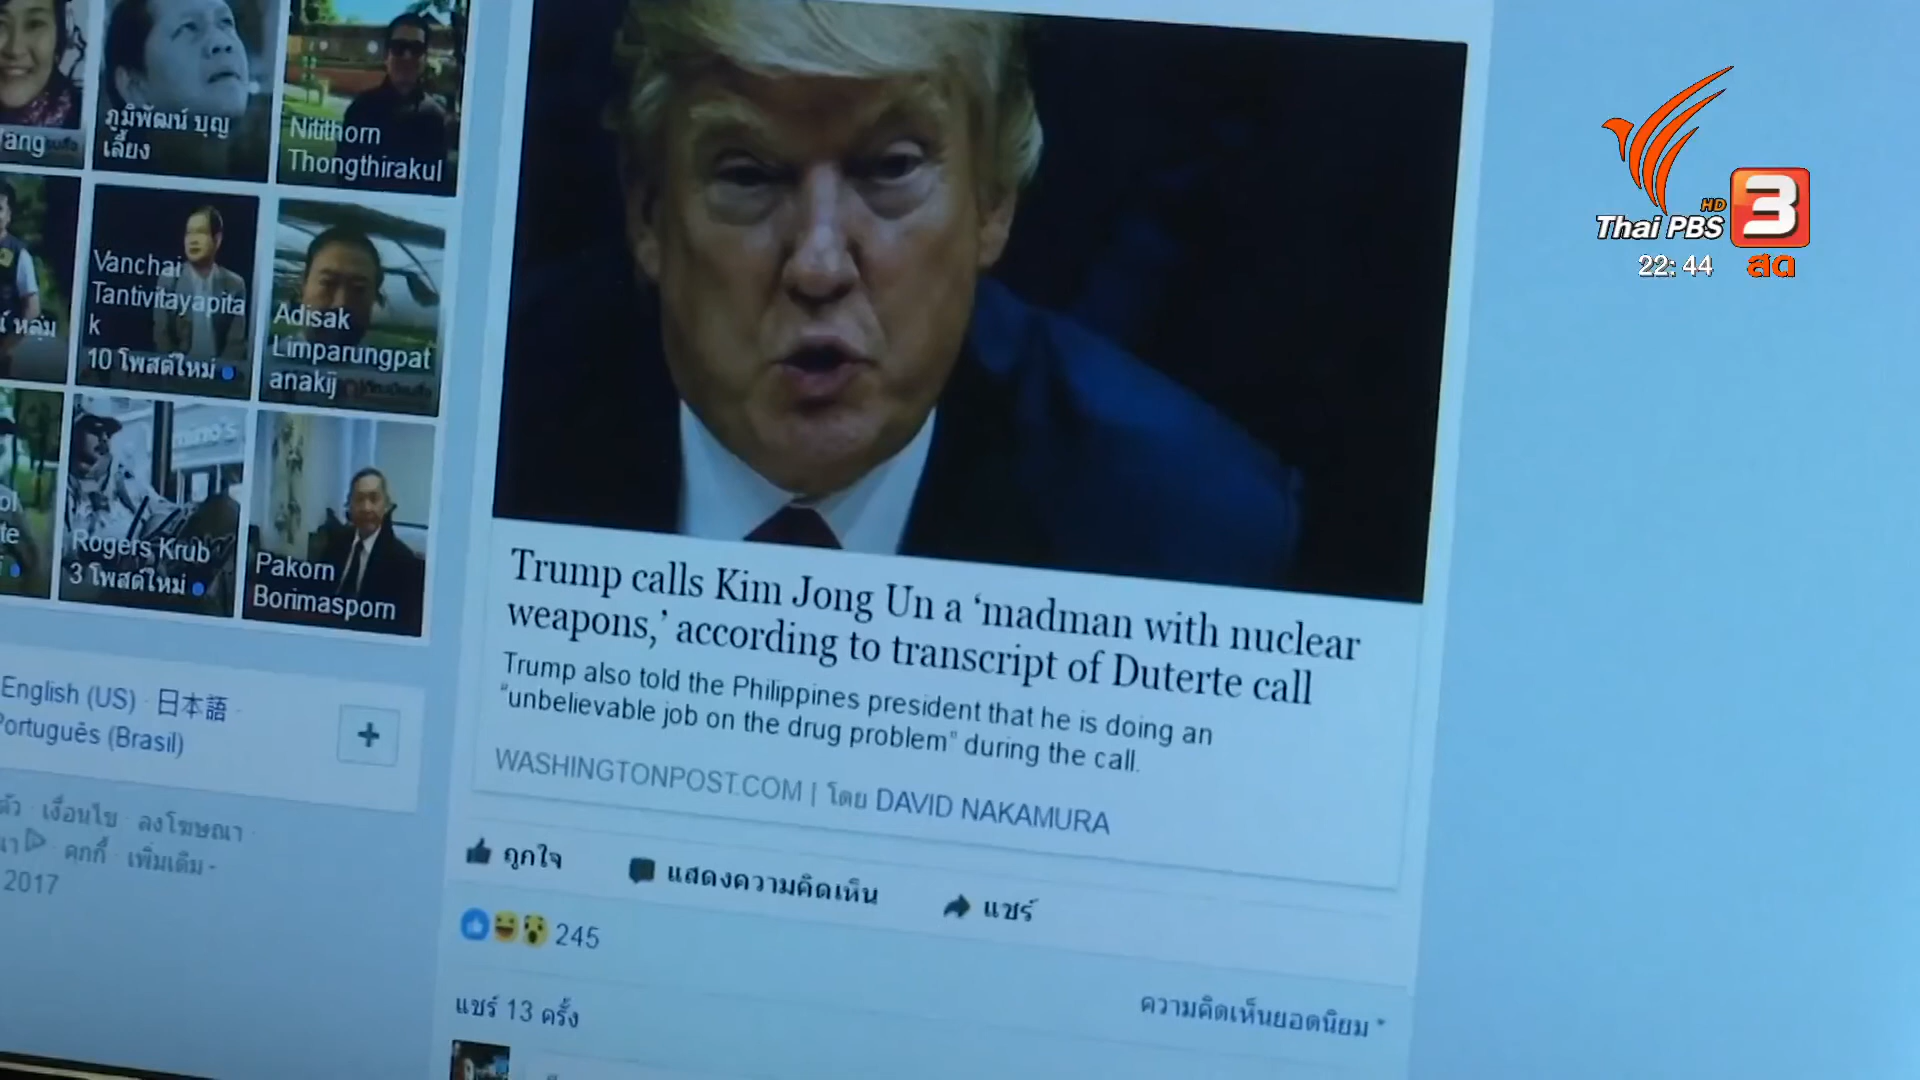 ang
ภูมิพัฒน์ บุญ
เลี้ยง
Nitithorn
Thongthirakul
หลุ่ม
Vanchai
Tantivitayapita
k
10 โพสต์ใหม่
Adisak
Limparungpat
anakij
Rogers Krub
3 โพสต์ใหม่
Pakorn
Borimasporn
English (US) · 日本語 ·
Português (Brasil)
+
เงื่อนไข · ลงโฆษณา ·
คุกกี้ · เพิ่มเติม
2017
Trump calls Kim Jong Un a ‘madman with nuclear
weapons,’ according to transcript of Duterte call
Trump also told the Philippines president that he is doing an
"unbelievable job on the drug problem" during the call.
WASHINGTONPOST.COM | โดย DAVID NAKAMURA
ถูกใจ
แสดงความคิดเห็น
แชร์
245
แชร์ 13 ครั้ง
ความคิดเห็นยอดนิยม
HD
Thai PBS 3
22:44 สด